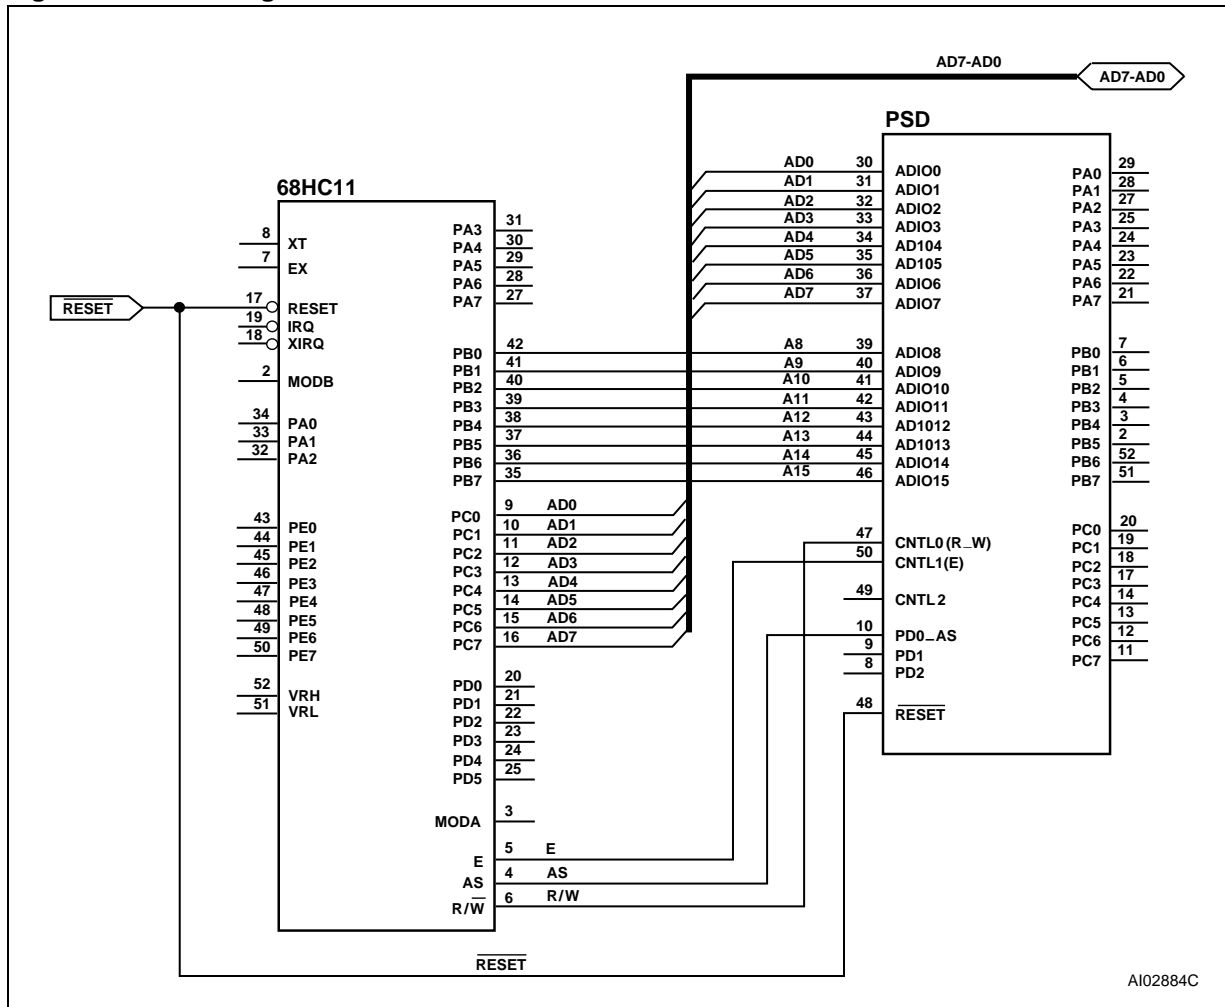 AD7-AD0
AD7-AD0
PSD
AD0 30 ADIO0
AD1 31 ADIO1
AD2 32 ADIO2
AD3 33 ADIO3
AD4 34 AD104
AD5 35 AD105
AD6 36 ADIO6
AD7 37 ADIO7
A8 39 ADIO8
A9 40 ADIO9
A10 41 ADIO10
A11 42 ADIO11
A12 43 AD1012
A13 44 AD1013
A14 45 ADIO14
A15 46 ADIO15
47 CNTL0(R_W)
50 CNTL1(E)
49 CNTL2
10 PD0_AS
9 PD1
8 PD2
48 RESET
PA0 29
PA1 28
PA2 27
PA3 25
PA4 24
PA5 23
PA6 22
PA7 21
PB0 7
PB1 6
PB2 5
PB3 4
PB4 3
PB5 2
PB6 52
PB7 51
PC0 20
PC1 19
PC2 18
PC3 17
PC4 14
PC5 13
PC6 12
PC7 11
68HC11
8 XT
7 EX
RESET
17 RESET
19 IRQ
18 XIRQ
2 MODB
34 PA0
33 PA1
32 PA2
43 PE0
44 PE1
45 PE2
46 PE3
47 PE4
48 PE5
49 PE6
50 PE7
52 VRH
51 VRL
PA3 31
PA4 30
PA5 29
PA6 28
PA7 27
PB0 42
PB1 41
PB2 40
PB3 39
PB4 38
PB5 37
PB6 36
PB7 35
PC0 9 AD0
PC1 10 AD1
PC2 11 AD2
PC3 12 AD3
PC4 13 AD4
PC5 14 AD5
PC6 15 AD6
PC7 16 AD7
PD0 20
PD1 21
PD2 22
PD3 23
PD4 24
PD5 25
MODA 3
E 5 E
AS 4 AS
R/W 6 R/W
RESET
AI02884C